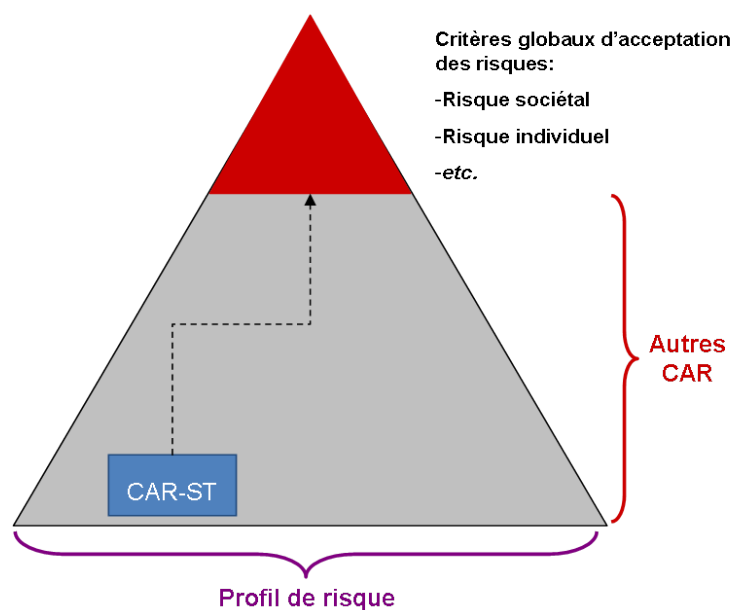 Critères globaux d'acceptation
des risques:
-Risque sociétal
-Risque individuel
-etc.
Autres
CAR
CAR-ST
Profil de risque